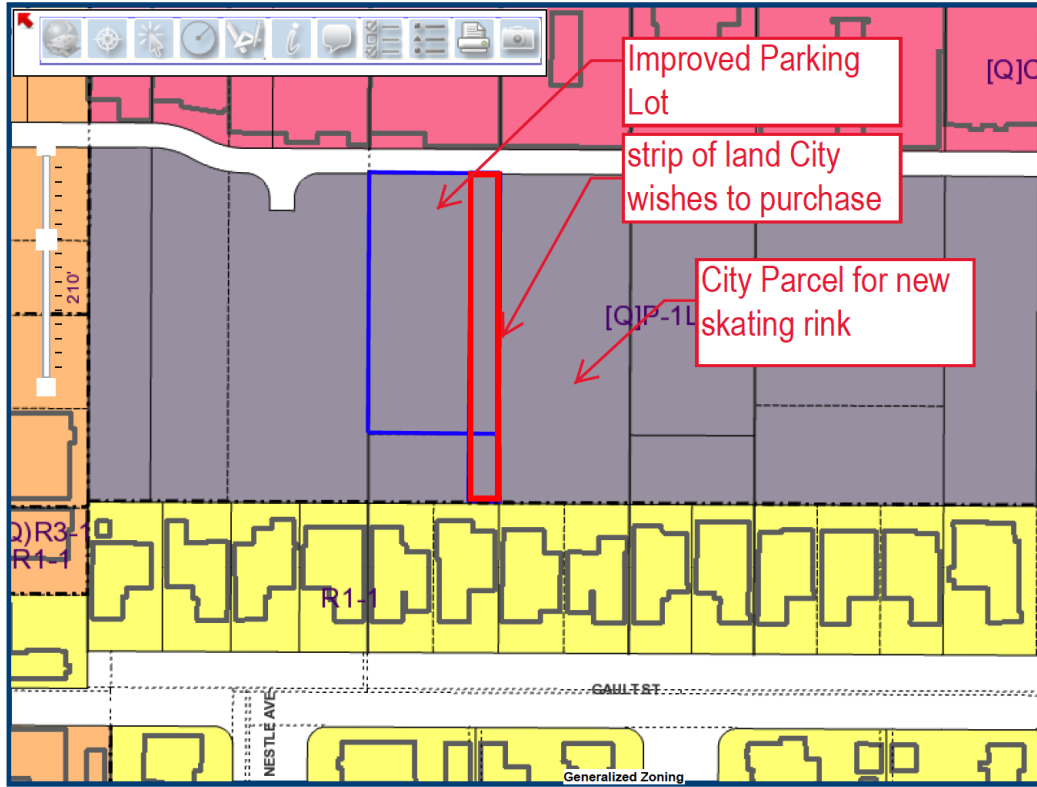 Improved Parking
Lot
[Q]C
strip of land City
wishes to purchase
City Parcel for new
skating rink
210'
[Q]P-1L
Q)R3-1
R1-1
R1-1
GAULT ST
NESTLE AVE
Generalized Zoning